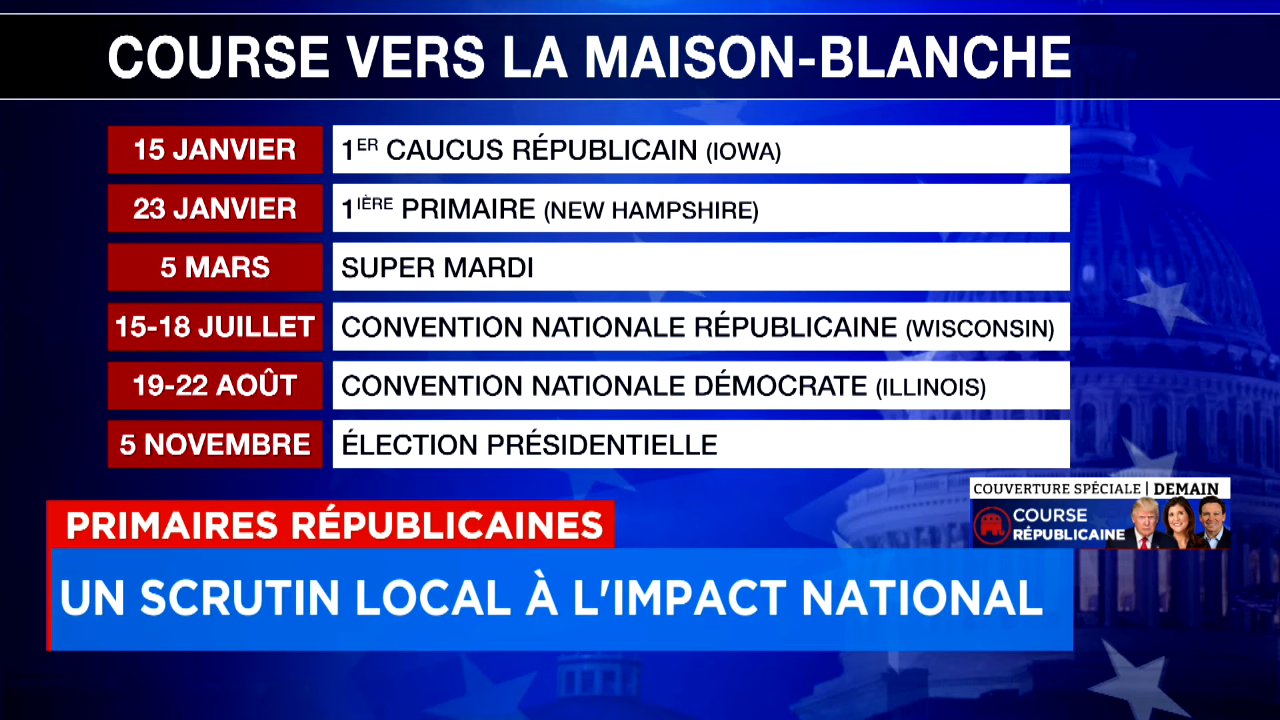 COURSE VERS LA MAISON-BLANCHE
15 JANVIER 1ER CAUCUS RÉPUBLICAIN (IOWA)
23 JANVIER 1IÈRE PRIMAIRE (NEW HAMPSHIRE)
5 MARS SUPER MARDI
15-18 JUILLET CONVENTION NATIONALE RÉPUBLICAINE (WISCONSIN)
19-22 AOÛT CONVENTION NATIONALE DÉMOCRATE (ILLINOIS)
5 NOVEMBRE ÉLECTION PRÉSIDENTIELLE
COUVERTURE SPÉCIALE | DEMAIN
COURSE
RÉPUBLICAINE
PRIMAIRES RÉPUBLICAINES
UN SCRUTIN LOCAL À L'IMPACT NATIONAL